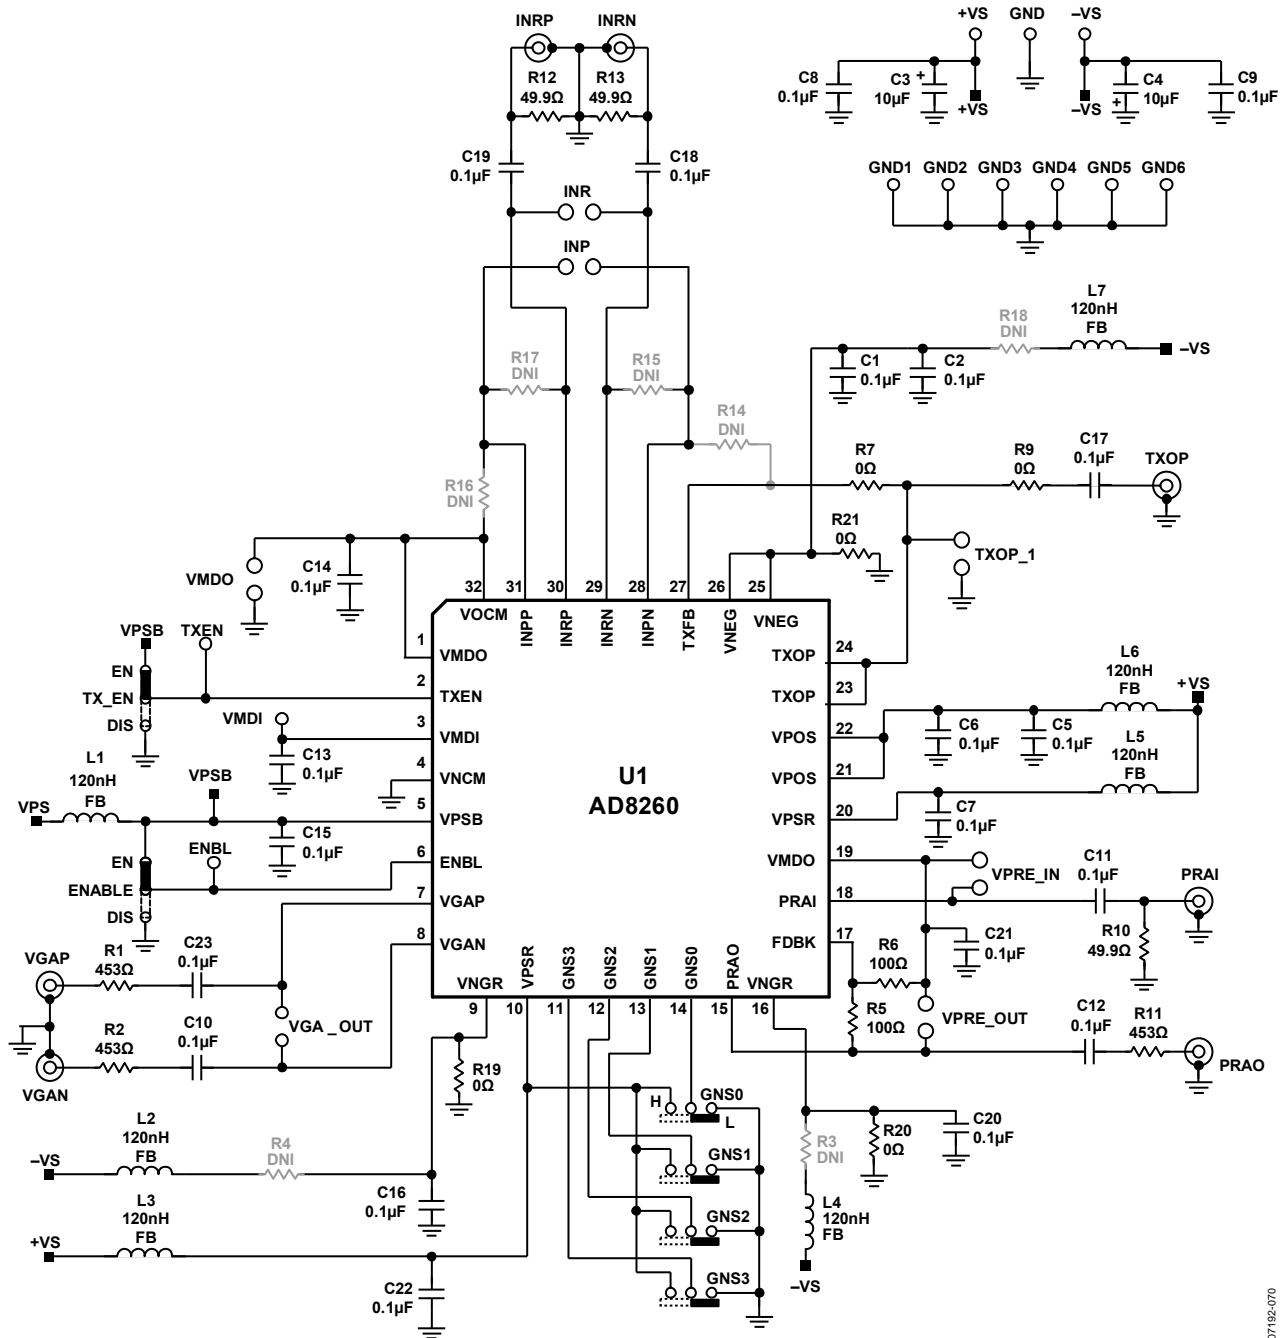 INRP INRN
R12 R13
49.9Ω 49.9Ω
C19
0.1µF
C18
0.1µF
INR
INP
+VS GND –VS
C8
0.1µF
C3 +
10µF
+VS
–VS
+
C4
10µF
C9
0.1µF
GND1 GND2 GND3 GND4 GND5 GND6
L7
120nH
FB
R18
DNI
–VS
C1
0.1µF
C2
0.1µF
R17
DNI
R15
DNI
R14
DNI
R16
DNI
R7
0Ω
R9
0Ω
C17
0.1µF
TXOP
R21
0Ω
TXOP_1
VMDO
C14
0.1µF
32 31 30 29 28 27 26 25
VOCM INPP INRP INRN INPN TXFB VNEG VNEG
VPSB TXEN
EN
TX_EN
DIS
1 VMDO
2 TXEN
3 VMDI
4 VNCM
5 VPSB
6 ENBL
7 VGAP
8 VGAN
U1
AD8260
TXOP 24
TXOP 23
VPOS 22
VPOS 21
VPSR 20
VMDO 19
PRAI 18
FDBK 17
VMDI
C13
0.1µF
L1
120nH
FB
VPS
VPSB
C15
0.1µF
EN
ENABLE
DIS
ENBL
L6
120nH
FB
+VS
C6
0.1µF
C5
0.1µF
L5
120nH
FB
C7
0.1µF
VPRE_IN
C11
0.1µF
PRAI
R10
49.9Ω
C21
0.1µF
R6
100Ω
R5
100Ω
VPRE_OUT
C12
0.1µF
R11
453Ω
PRAO
VGAP
R1
453Ω
C23
0.1µF
R2
453Ω
C10
0.1µF
VGA_OUT
VGAN
VNGR VPSR GNS3 GNS2 GNS1 GNS0 PRAO VNGR
9 10 11 12 13 14 15 16
R19
0Ω
H GNS0
L
GNS1
GNS2
GNS3
R3
DNI
R20
0Ω
C20
0.1µF
L4
120nH
FB
–VS
L2
120nH
FB
–VS
R4
DNI
C16
0.1µF
L3
120nH
FB
+VS
C22
0.1µF
07192-070